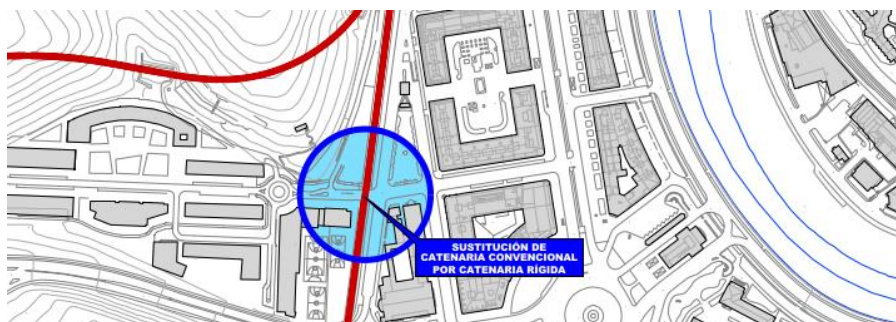 SUSTITUCIÓN DE
CATENARIA CONVENCIONAL
POR CATENARIA RÍGIDA